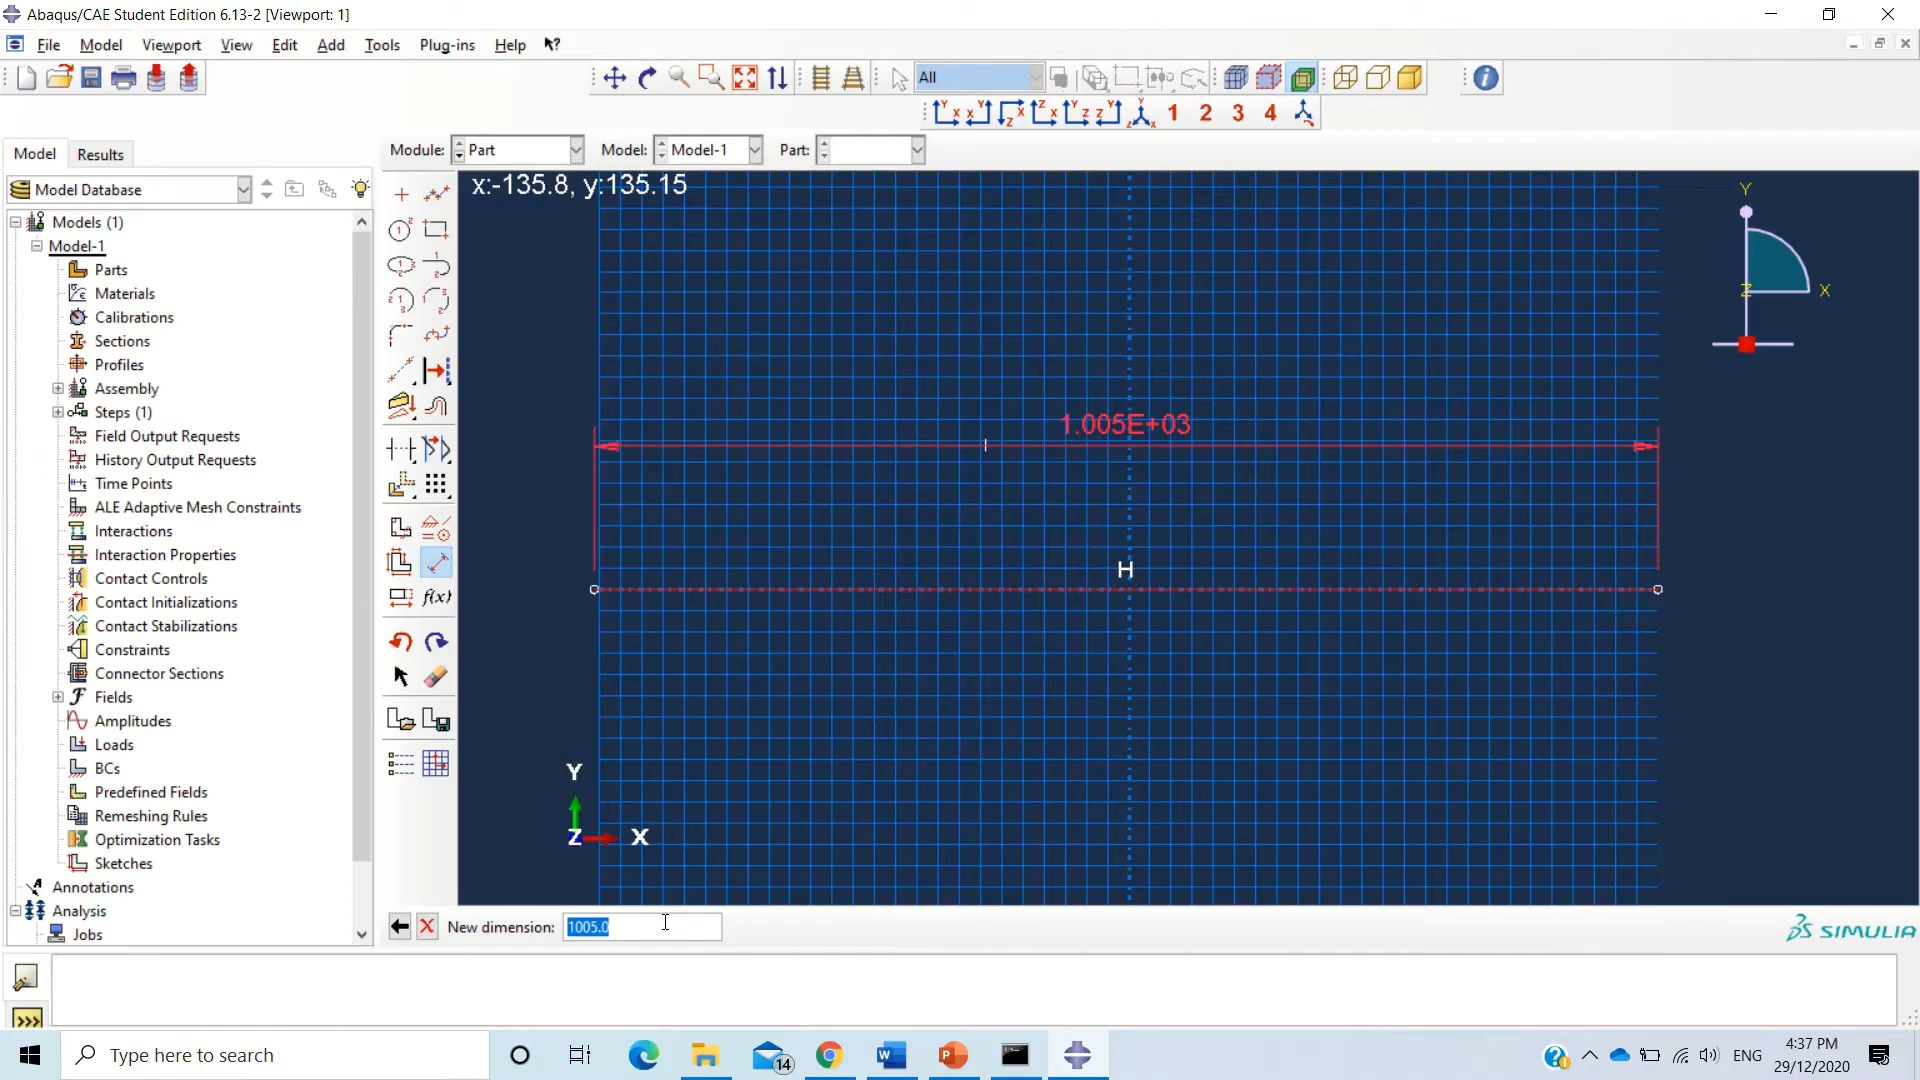 Abaqus/CAE Student Edition 6.13-2 [Viewport: 1]
File Model Viewport View Edit Add Tools Plug-ins Help
All
1 2 3 4
Model Results
Module: Part Model: Model-1 Part:
Model Database
x:-135.8, y:135.15
Models (1)
Model-1
Parts
Materials
Calibrations
Sections
Profiles
Assembly
Steps (1)
Field Output Requests
History Output Requests
Time Points
ALE Adaptive Mesh Constraints
Interactions
Interaction Properties
Contact Controls
Contact Initializations
Contact Stabilizations
Constraints
Connector Sections
Fields
Amplitudes
Loads
BCs
Predefined Fields
Remeshing Rules
Optimization Tasks
Sketches
Annotations
Analysis
Jobs
f(x)
Y
Z X
1.005E+03
H
Y
Z X
New dimension: 1005.0
SIMULIA
>>>
Type here to search
14
ENG
4:37 PM
29/12/2020